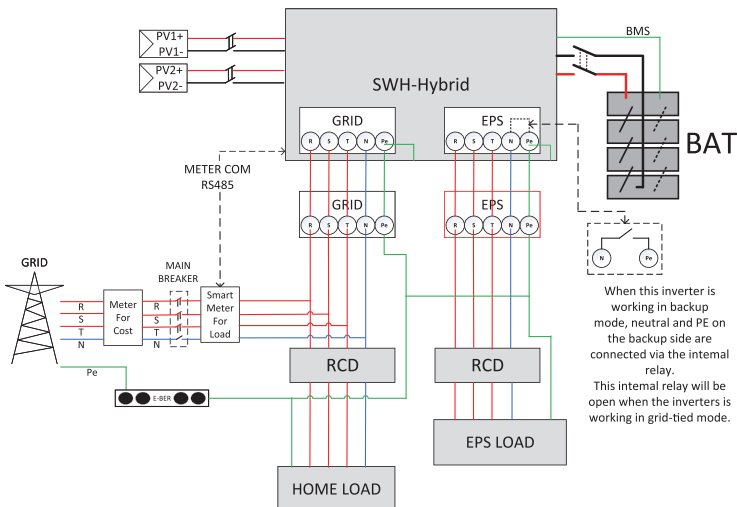 PV1+
PV1-
PV2+
PV2-
SWH-Hybrid
BMS
BAT
GRID
R S T N Pe
EPS
R S T N Pe
METER COM
RS485
GRID
R S T N Pe
EPS
R S T N Pe
N Pe
When this inverter is
working in backup
mode, neutral and PE on
the backup side are
connected via the intemal
relay.
This intemal relay will be
open when the inverters is
working in grid-tied mode.
GRID
MAIN
BREAKER
R
S
T
N
Pe
Meter
For
Cost
R
S
T
N
Smart
Meter
For
Load
E-BER
RCD
RCD
EPS LOAD
HOME LOAD